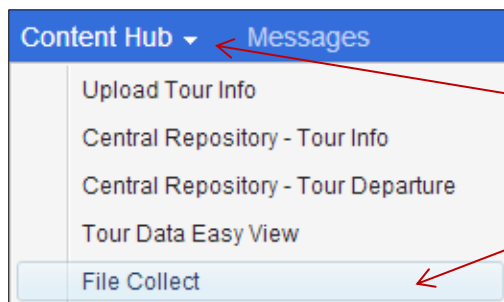 Content Hub Messages
Upload Tour Info
Central Repository - Tour Info
Central Repository - Tour Departure
Tour Data Easy View
File Collect